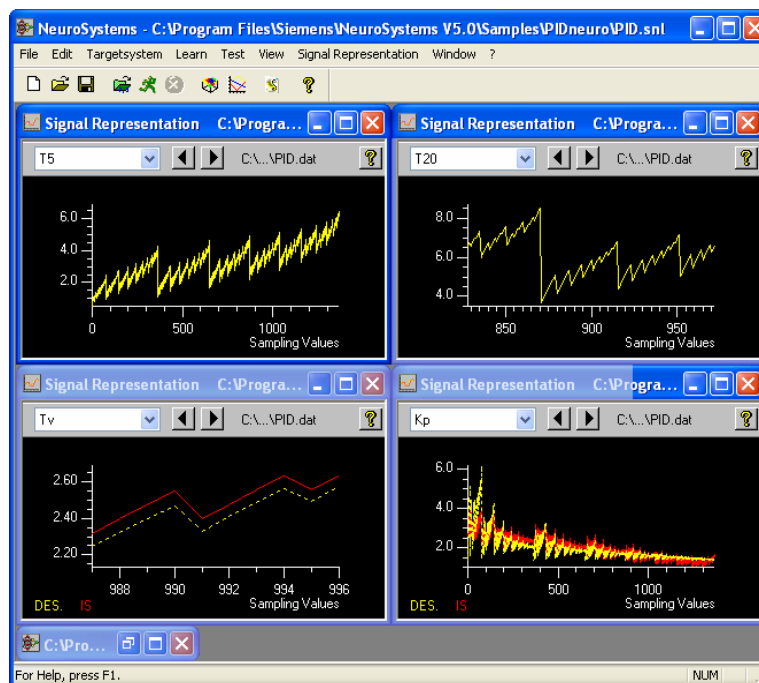 NeuroSystems - C:\Program Files\Siemens\NeuroSystems V5.0\Samples\PIDneuro\PID.snl
File Edit Targetsystem Learn Test View Signal Representation Window ?
Signal Representation C:\Progra...
T5 C:\...\PID.dat
6.0
4.0
2.0
0 500 1000
Sampling Values
Signal Representation C:\Progra...
T20 C:\...\PID.dat
8.0
6.0
4.0
850 900 950
Sampling Values
Signal Representation C:\Progra...
Tv C:\...\PID.dat
2.60
2.40
2.20
988 990 992 994 996
DES. IS Sampling Values
Signal Representation C:\Progra...
Kp C:\...\PID.dat
6.0
4.0
2.0
0 500 1000
DES. IS Sampling Values
C:\Pro...
For Help, press F1. NUM